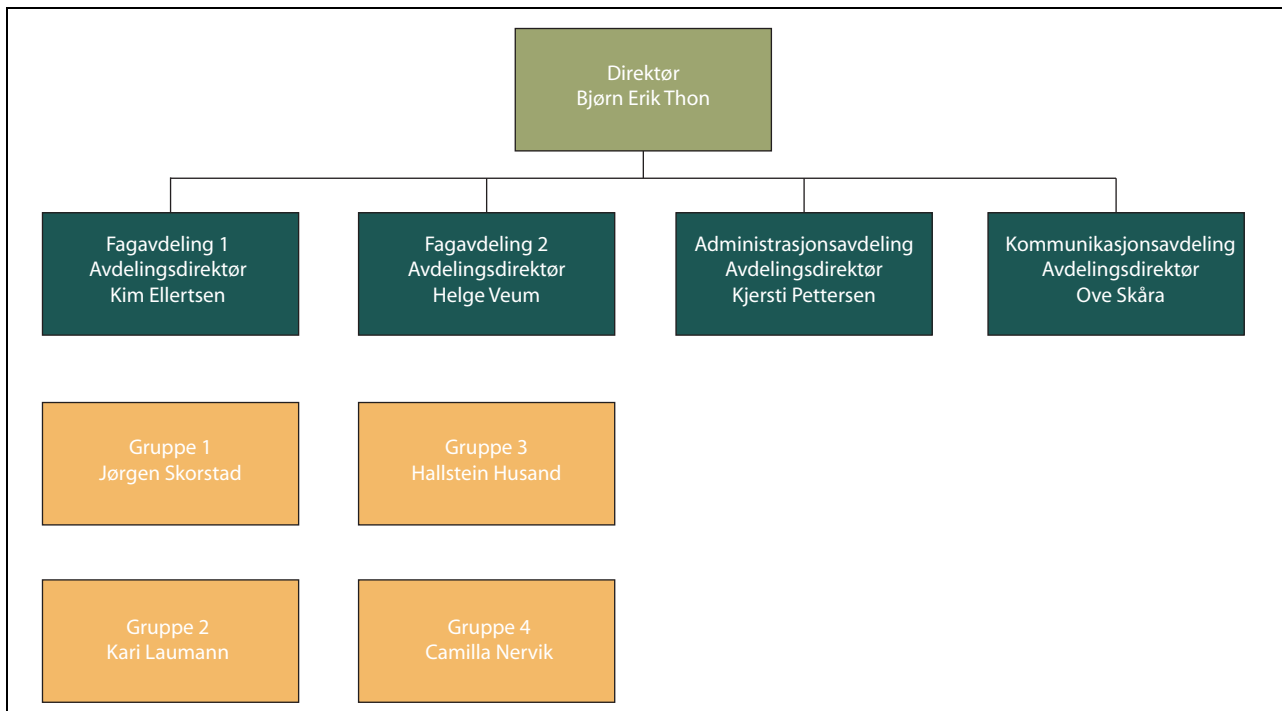 Direktør
Bjørn Erik Thon
Fagavdeling 1
Avdelingsdirektør
Kim Ellertsen
Fagavdeling 2
Avdelingsdirektør
Helge Veum
Administrasjonsavdeling
Avdelingsdirektør
Kjersti Pettersen
Kommunikasjonsavdeling
Avdelingsdirektør
Ove Skåra
Gruppe 1
Jørgen Skorstad
Gruppe 3
Hallstein Husand
Gruppe 2
Kari Laumann
Gruppe 4
Camilla Nervik